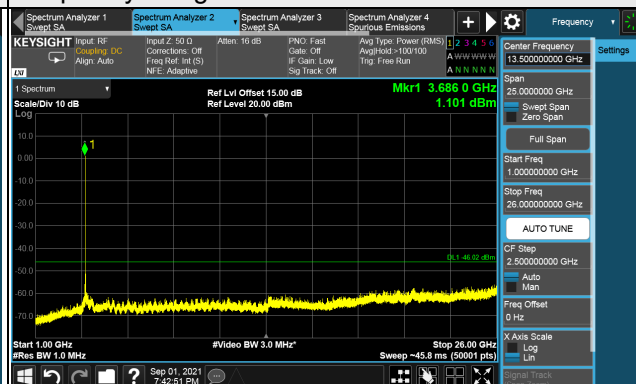 Spectrum Analyzer 1
Swept SA
Spectrum Analyzer 2
Swept SA
Spectrum Analyzer 3
Swept SA
Spectrum Analyzer 4
Spurious Emissions
Frequency
KEYSIGHT
Input: RF
Coupling: DC
Align: Auto
Input Z: 50 Ω
Corrections: Off
Freq Ref: Int (S)
NFE: Adaptive
Atten: 16 dB
PNO: Fast
Gate: Off
IF Gain: Low
Sig Track: Off
Avg Type: Power (RMS)
Avg|Hold:>100/100
Trig: Free Run
1 2 3 4 5 6
A W W W W W
A N N N N N
LXI
1 Spectrum
Scale/Div 10 dB
Log
Ref Lvl Offset 15.00 dB
Ref Level 20.00 dBm
Mkr1 3.686 0 GHz
1.101 dBm
10.0
0.00
-10.0
-20.0
-30.0
-40.0
-50.0
-60.0
-70.0
1
DL1 -46.02 dBm
Start 1.00 GHz
#Res BW 1.0 MHz
#Video BW 3.0 MHz*
Stop 26.00 GHz
Sweep ~45.8 ms (50001 pts)
Center Frequency
13.500000000 GHz
Settings
Span
25.0000000 GHz
Swept Span
Zero Span
Full Span
Start Freq
1.000000000 GHz
Stop Freq
26.000000000 GHz
AUTO TUNE
CF Step
2.500000000 GHz
Auto
Man
Freq Offset
0 Hz
X Axis Scale
Log
Lin
Signal Track
Sep 01, 2021
7:42:51 PM